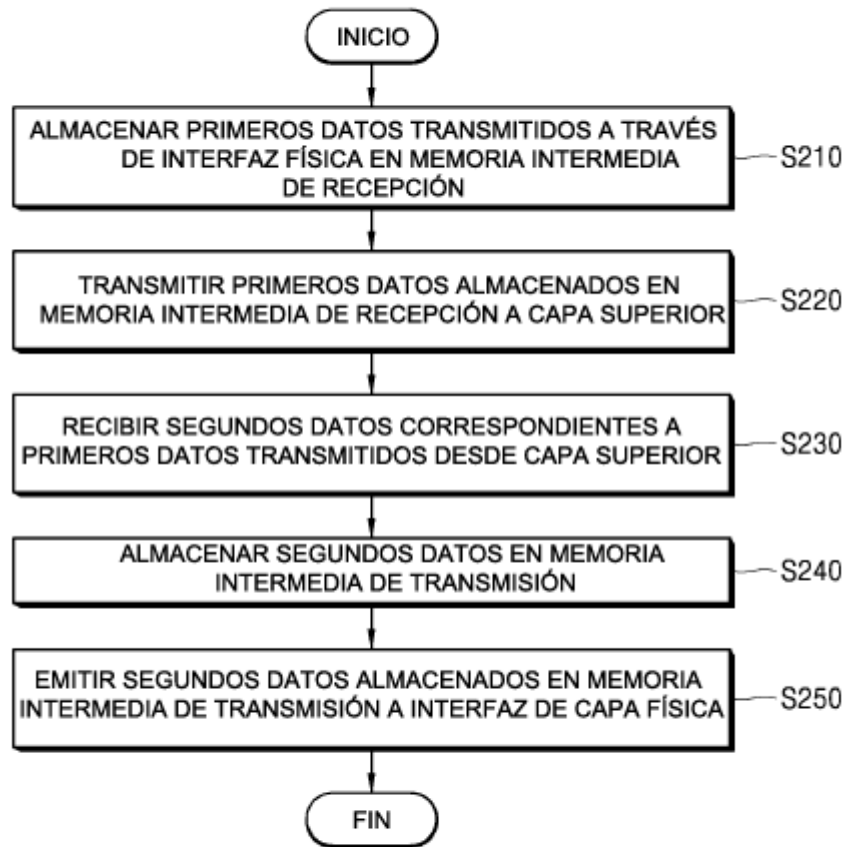 INICIO
ALMACENAR PRIMEROS DATOS TRANSMITIDOS A TRAVÉS
DE INTERFAZ FÍSICA EN MEMORIA INTERMEDIA
DE RECEPCIÓN
S210
TRANSMITIR PRIMEROS DATOS ALMACENADOS EN
MEMORIA INTERMEDIA DE RECEPCIÓN A CAPA SUPERIOR
S220
RECIBIR SEGUNDOS DATOS CORRESPONDIENTES A
PRIMEROS DATOS TRANSMITIDOS DESDE CAPA SUPERIOR
S230
ALMACENAR SEGUNDOS DATOS EN MEMORIA
INTERMEDIA DE TRANSMISIÓN
S240
EMITIR SEGUNDOS DATOS ALMACENADOS EN MEMORIA
INTERMEDIA DE TRANSMISIÓN A INTERFAZ DE CAPA FÍSICA
S250
FIN